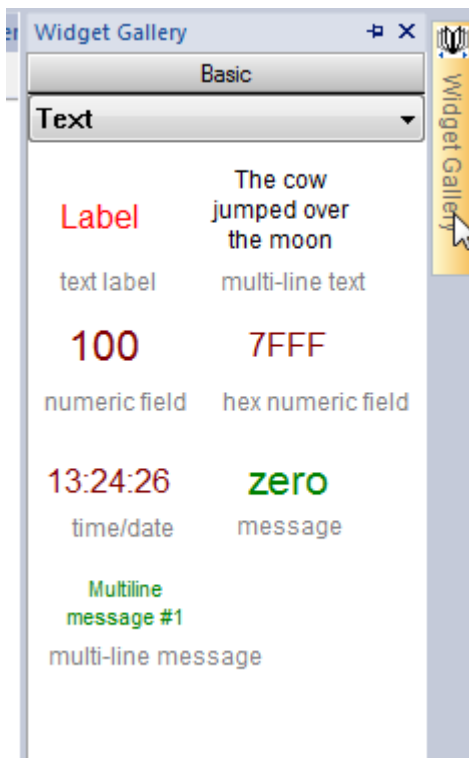 er
Widget Gallery
Basic
Text
Label
The cow
jumped over
the moon
text label
multi-line text
100
7FFF
numeric field
hex numeric field
13:24:26
zero
time/date
message
Multiline
message #1
multi-line message
Widget Gallery